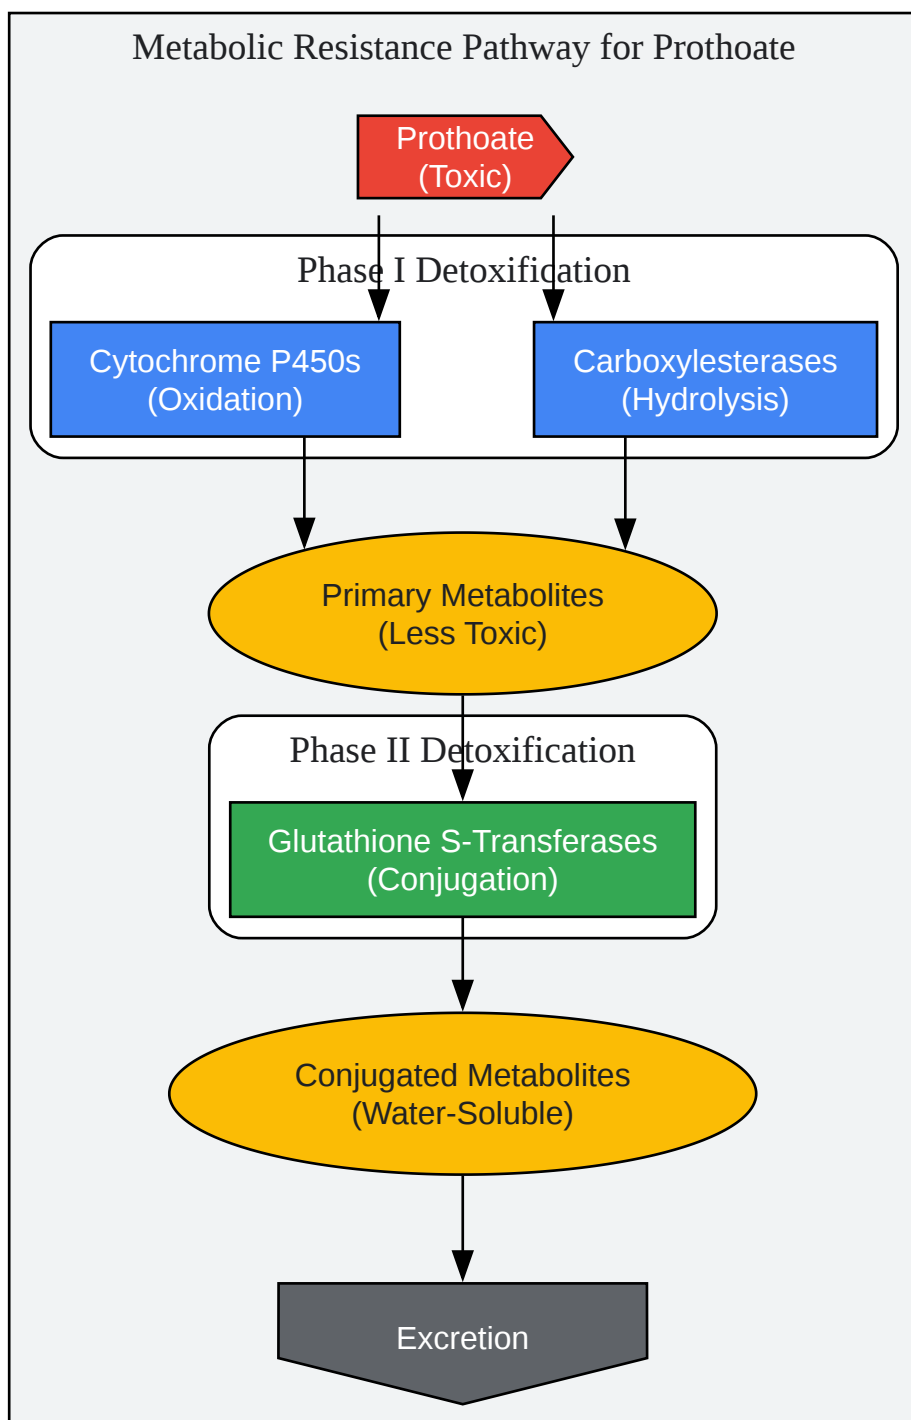 Metabolic Resistance Pathway for Prothoate
Prothoate
(Toxic)
Phase I Detoxification
Cytochrome P450s
(Oxidation)
Carboxylesterases
(Hydrolysis)
Primary Metabolites
(Less Toxic)
Phase II Detoxification
Glutathione S-Transferases
(Conjugation)
Conjugated Metabolites
(Water-Soluble)
Excretion